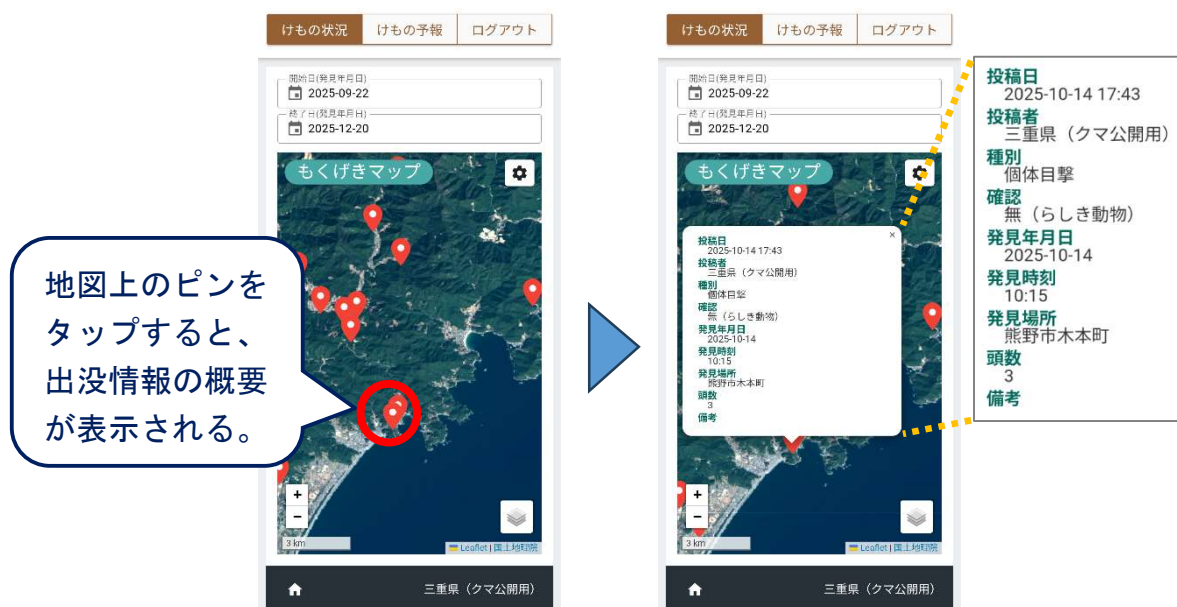 けもの状況
けもの予報
ログアウト
開始日(発見年月日)
2025-09-22
終了日(発見年月日)
2025-12-20
もくげきマップ
地図上のピンを
タップすると、
出没情報の概要
が表示される。
+
−
3 km
Leaflet | 国土地理院
三重県（クマ公開用）
けもの状況
けもの予報
ログアウト
開始日(発見年月日)
2025-09-22
終了日(発見年月日)
2025-12-20
もくげきマップ
×
投稿日
2025-10-14 17:43
投稿者
三重県（クマ公開用）
種別
個体目撃
確認
無（らしき動物）
発見年月日
2025-10-14
発見時刻
10:15
発見場所
熊野市木本町
頭数
3
備考
+
−
3 km
Leaflet | 国土地理院
三重県（クマ公開用）
投稿日
2025-10-14 17:43
投稿者
三重県（クマ公開用）
種別
個体目撃
確認
無（らしき動物）
発見年月日
2025-10-14
発見時刻
10:15
発見場所
熊野市木本町
頭数
3
備考